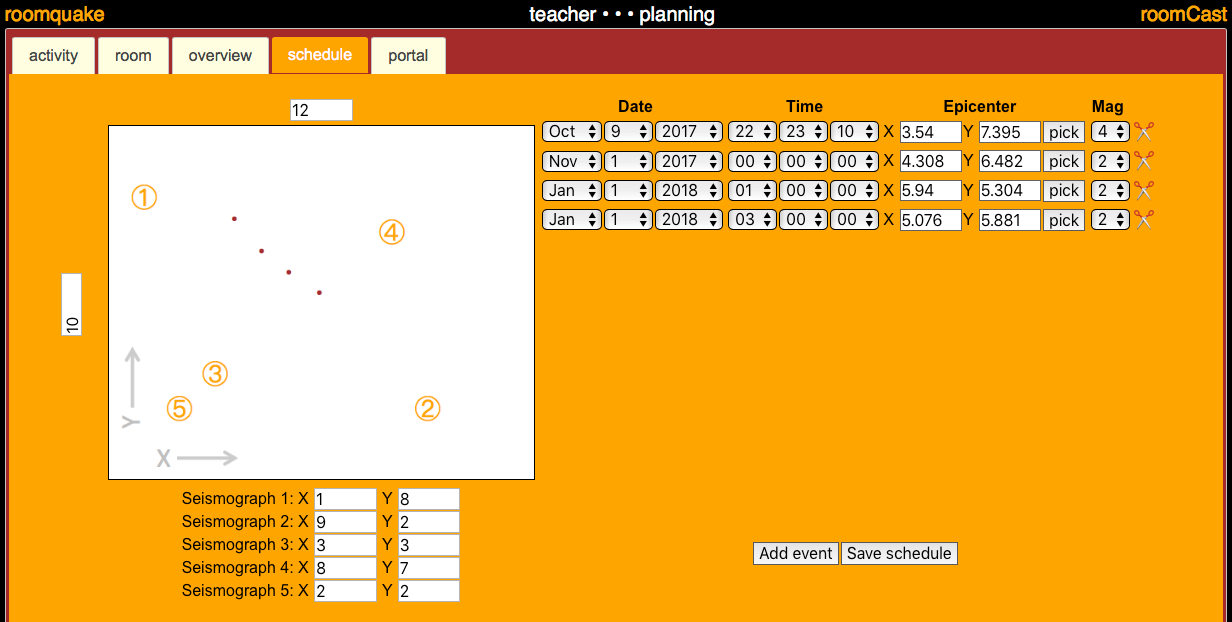 roomquake teacher • • • planning roomCast
activity room overview schedule portal
12
10
① ④ ③ ⑤ ②
Y
X
Date Time Epicenter Mag
Oct 9 2017 22 23 10 X 3.54 Y 7.395 pick 4
Nov 1 2017 00 00 00 X 4.308 Y 6.482 pick 2
Jan 1 2018 01 00 00 X 5.94 Y 5.304 pick 2
Jan 1 2018 03 00 00 X 5.076 Y 5.881 pick 2
Seismograph 1: X 1 Y 8
Seismograph 2: X 9 Y 2
Seismograph 3: X 3 Y 3
Seismograph 4: X 8 Y 7
Seismograph 5: X 2 Y 2
Add event Save schedule